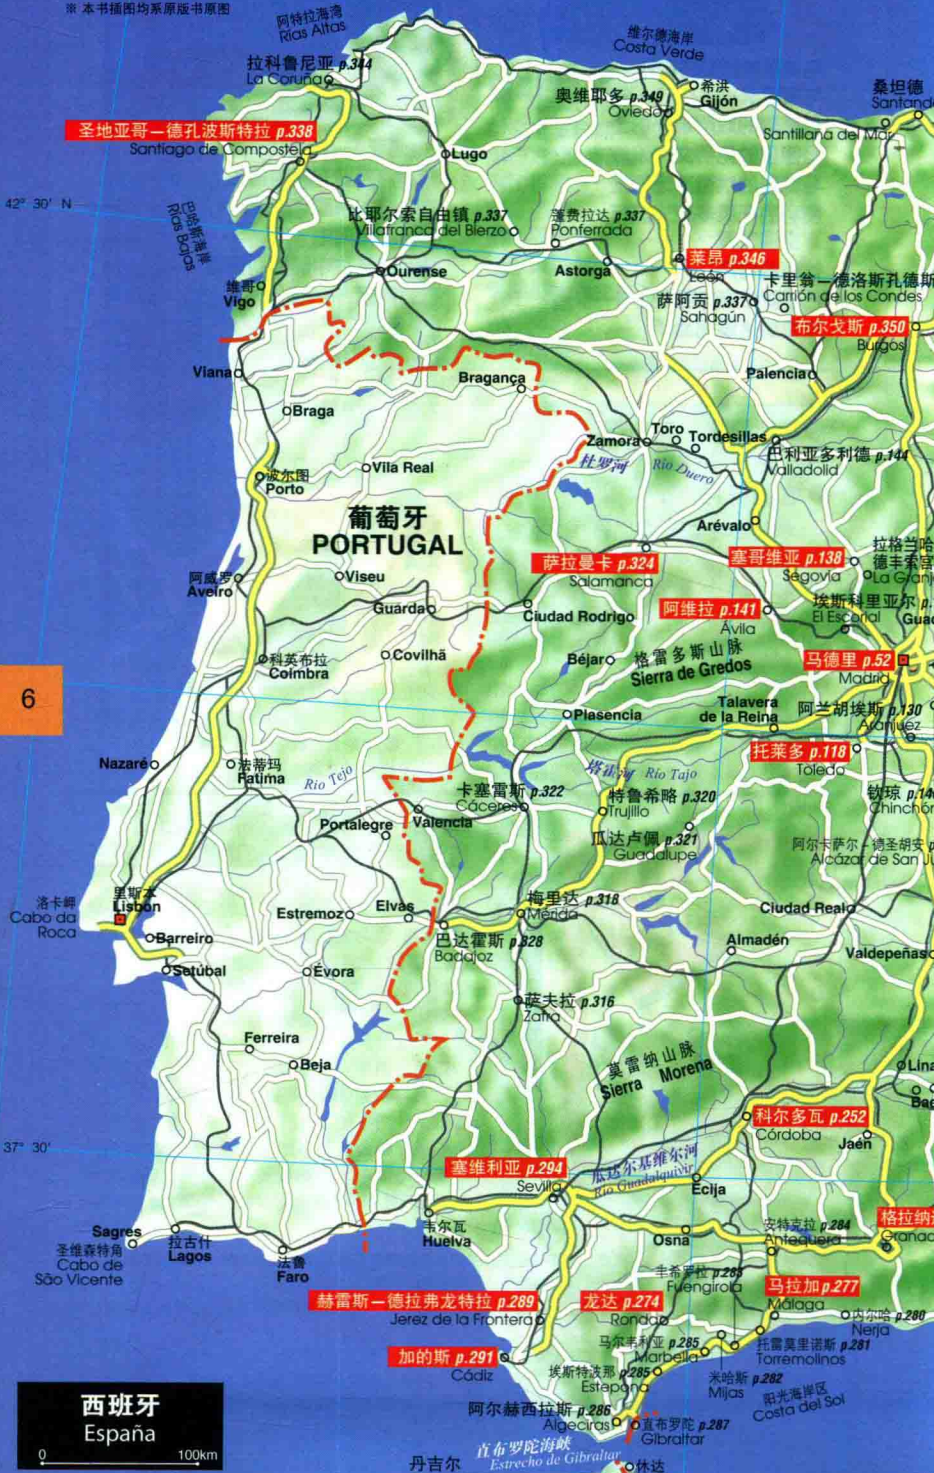 ※ 本书插图均系原版书原图
阿特拉海湾
Rías Altas
维尔德海岸
Costa Verde
拉科鲁尼亚 p.344
La Coruña
奥维耶多 p.349
Oviedo
希洪
Gijón
桑坦德
Santillana del Mar
圣地亚哥—德孔波斯特拉 p.338
Santiago de Compostela
Lugo
42° 30′ N
巴哈斯海岸
Rías Bajas
比耶尔索自由镇 p.337
Villafranca del Bierzo
蓬费拉达 p.337
Ponferrada
Ourense
Astorga
莱昂 p.346
León
维哥
Vigo
萨阿贡 p.337
Sahagún
卡里翁—德洛斯孔德斯
Carrión de los Condes
布尔戈斯 p.350
Burgos
Viana
Bragança
Palencia
Braga
Zamora
Toro
Tordesillas
巴利亚多利德 p.144
Valladolid
杜罗河
Río Duero
波尔图
Porto
Vila Real
葡萄牙
PORTUGAL
Arévalo
萨拉曼卡 p.324
Salamanca
塞哥维亚 p.138
Segovia
拉格兰哈
德丰索宫
La Granja
阿威罗
Aveiro
Viseu
Guarda
Ciudad Rodrigo
阿维拉 p.141
Ávila
埃斯科里亚尔
El Escorial
科英布拉
Coimbra
Covilhã
Béjar
格雷多斯山脉
Sierra de Gredos
马德里 p.52
Madrid
6
Plasencia
Talavera
de la Reina
阿兰胡埃斯 p.130
Aranjuez
托莱多 p.118
Toledo
Nazaré
法蒂玛
Fatima
Río Tejo
塔霍河 Río Tajo
卡塞雷斯 p.322
Cáceres
特鲁希略 p.320
Trujillo
钦琼
Chinchón
Portalegre
Valencia
瓜达卢佩 p.321
Guadalupe
阿尔卡萨尔—德圣胡安
Alcázar de San Ju
洛卡岬
Cabo da
Roca
里斯本
Lisbon
Estremoz
Elvas
梅里达 p.318
Mérida
Ciudad Real
Barreiro
巴达霍斯 p.328
Badajoz
Almadén
Valdepeñas
Setúbal
Évora
萨夫拉 p.316
Zafra
Ferreira
Beja
莫雷纳山脉
Sierra Morena
科尔多瓦 p.252
Córdoba
Jaén
37° 30′
塞维利亚 p.294
Sevilla
瓜达尔基维尔河
Río Guadalquivir
Ecija
Sagres
圣维森特角
Cabo de
São Vicente
拉古什
Lagos
法鲁
Faro
韦尔瓦
Huelva
Osna
安特克拉 p.284
Antequera
格拉纳
Granad
丰希罗拉 p.283
Fuengirola
赫雷斯—德拉弗龙特拉 p.289
Jerez de la Frontera
龙达 p.274
Ronda
马拉加 p.277
Málaga
内尔哈 p.280
Nerja
加的斯 p.291
Cádiz
马尔韦利亚 p.285
Marbella
托雷莫里诺斯 p.281
Torremolinos
埃斯特波那 p.285
Estepona
米哈斯 p.282
Mijas
阳光海岸区
Costa del Sol
西班牙
España
0 100km
阿尔赫西拉斯 p.286
Algeciras
直布罗陀 p.287
Gibraltar
直布罗陀海峡
Estrecho de Gibraltar
丹吉尔
休达